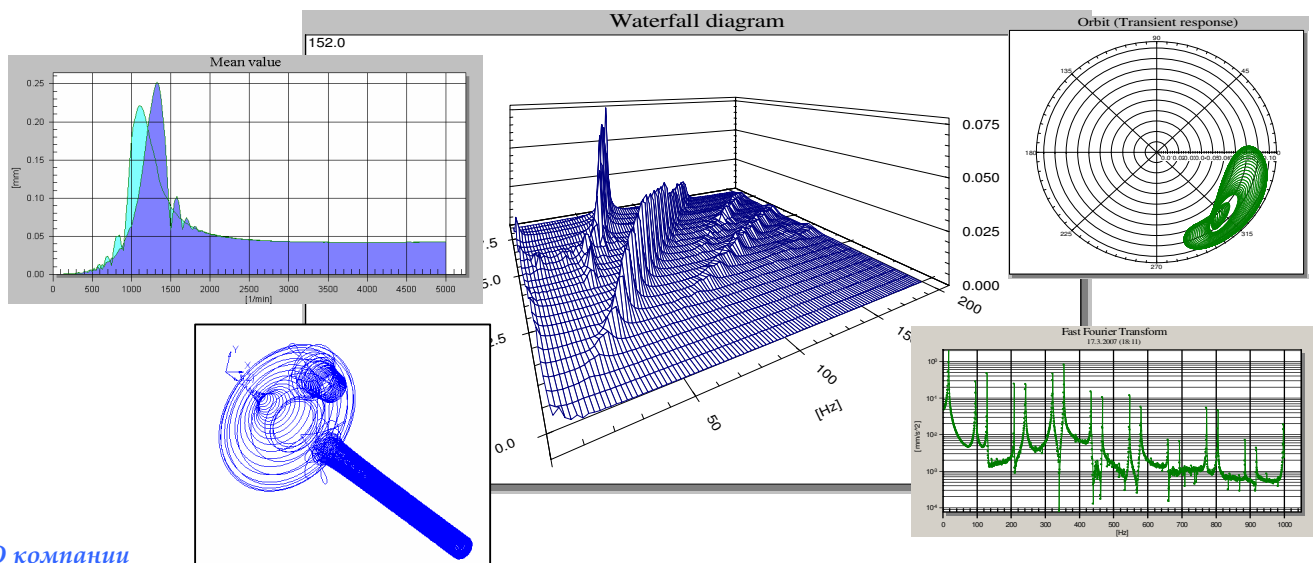 Waterfall diagram
152.0
0.075
0.050
0.025
0.000
50
100
200
[Hz]
0.0
Mean value
0.25
0.20
0.15
0.10
0.05
0.00
[mm]
0 500 1000 1500 2000 2500 3000 3500 4000 4500 5000
[1/min]
Orbit (Transient response)
90
135 45
180 0
225 315
270
Y
X
Fast Fourier Transform
17.3.2007 (18:11)
[mm/s^2]
0 100 200 300 400 500 600 700 800 900 1000
[Hz]
компании